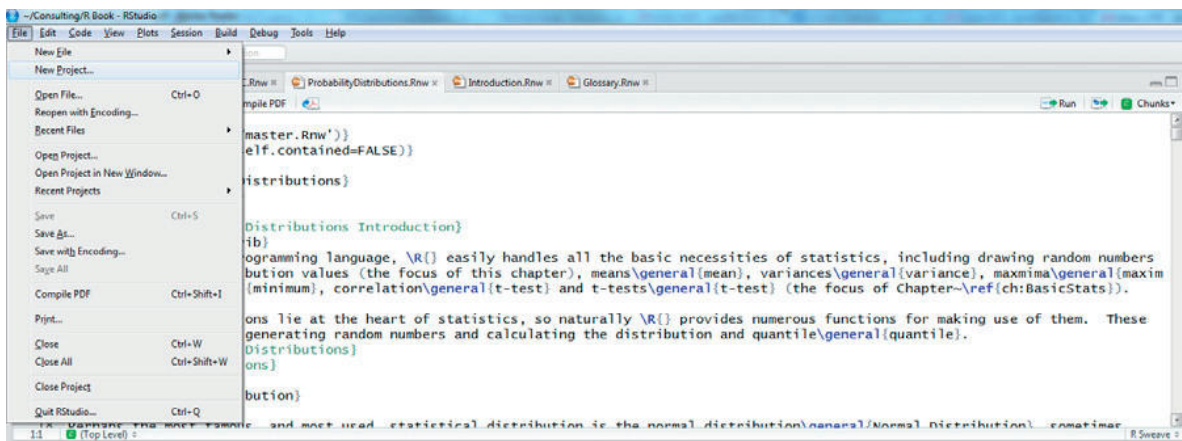 ~/Consulting/R Book - RStudio
File Edit Code View Plots Session Build Debug Tools Help
New File
New Project...
.Rnw ProbabilityDistributions.Rnw Introduction.Rnw Glossary.Rnw
Open File... Ctrl+O
mpile PDF Run Chunks
Reopen with Encoding...
Recent Files
master.Rnw')}
elf.contained=FALSE)}
Open Project...
Open Project in New Window...
istributions}
Recent Projects
Save Ctrl+S
Distributions Introduction}
Save As...
ib}
Save with Encoding...
ogramming language, \R{} easily handles all the basic necessities of statistics, including drawing random numbers
Save All
bution values (the focus of this chapter), means\general{mean}, variances\general{variance}, maxmima\general{maxim
Compile PDF Ctrl+Shift+I
{minimum}, correlation\general{t-test} and t-tests\general{t-test} (the focus of Chapter~\ref{ch:BasicStats}).
Print...
ons lie at the heart of statistics, so naturally \R{} provides numerous functions for making use of them. These
generating random numbers and calculating the distribution and quantile\general{quantile}.
Close Ctrl+W
Distributions}
Close All Ctrl+Shift+W
ons}
Close Project
bution}
Quit RStudio... Ctrl+Q
18 Perhaps the most famous, and most used, statistical distribution is the normal distribution\general{Normal Distribution}, sometimes
1:1 (Top Level) R Sweave